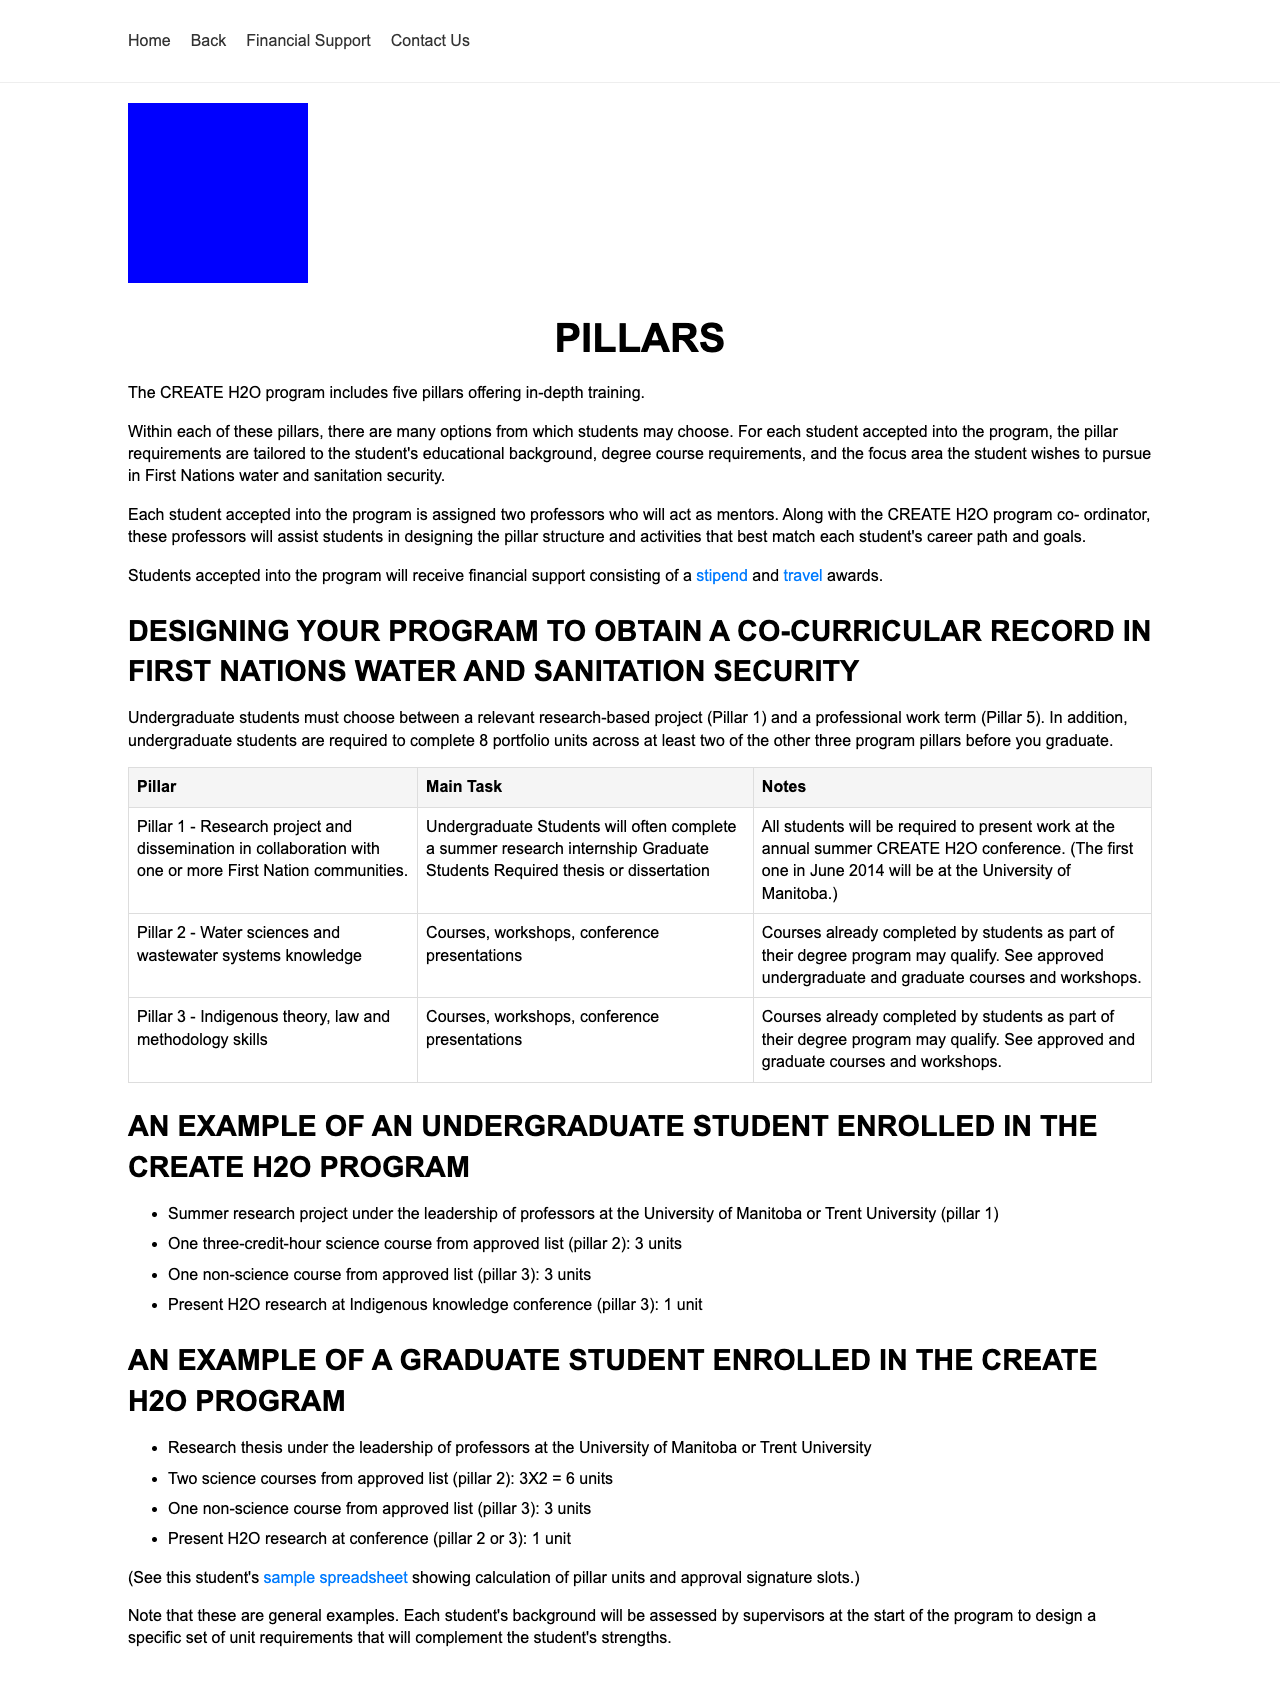 Home Back Financial Support Contact Us
PILLARS
The CREATE H2O program includes five pillars offering in-depth training.
Within each of these pillars, there are many options from which students may choose. For each student accepted into the program, the pillar
requirements are tailored to the student's educational background, degree course requirements, and the focus area the student wishes to pursue
in First Nations water and sanitation security.
Each student accepted into the program is assigned two professors who will act as mentors. Along with the CREATE H2O program co- ordinator,
these professors will assist students in designing the pillar structure and activities that best match each student's career path and goals.
Students accepted into the program will receive financial support consisting of a stipend and travel awards.
DESIGNING YOUR PROGRAM TO OBTAIN A CO-CURRICULAR RECORD IN
FIRST NATIONS WATER AND SANITATION SECURITY
Undergraduate students must choose between a relevant research-based project (Pillar 1) and a professional work term (Pillar 5). In addition,
undergraduate students are required to complete 8 portfolio units across at least two of the other three program pillars before you graduate.
Pillar Main Task Notes
Pillar 1 - Research project and
dissemination in collaboration with
one or more First Nation communities.
Undergraduate Students will often complete
a summer research internship Graduate
Students Required thesis or dissertation
All students will be required to present work at the
annual summer CREATE H2O conference. (The first
one in June 2014 will be at the University of
Manitoba.)
Pillar 2 - Water sciences and
wastewater systems knowledge
Courses, workshops, conference
presentations
Courses already completed by students as part of
their degree program may qualify. See approved
undergraduate and graduate courses and workshops.
Pillar 3 - Indigenous theory, law and
methodology skills
Courses, workshops, conference
presentations
Courses already completed by students as part of
their degree program may qualify. See approved and
graduate courses and workshops.
AN EXAMPLE OF AN UNDERGRADUATE STUDENT ENROLLED IN THE
CREATE H2O PROGRAM
• Summer research project under the leadership of professors at the University of Manitoba or Trent University (pillar 1)
• One three-credit-hour science course from approved list (pillar 2): 3 units
• One non-science course from approved list (pillar 3): 3 units
• Present H2O research at Indigenous knowledge conference (pillar 3): 1 unit
AN EXAMPLE OF A GRADUATE STUDENT ENROLLED IN THE CREATE
H2O PROGRAM
• Research thesis under the leadership of professors at the University of Manitoba or Trent University
• Two science courses from approved list (pillar 2): 3X2 = 6 units
• One non-science course from approved list (pillar 3): 3 units
• Present H2O research at conference (pillar 2 or 3): 1 unit
(See this student's sample spreadsheet showing calculation of pillar units and approval signature slots.)
Note that these are general examples. Each student's background will be assessed by supervisors at the start of the program to design a
specific set of unit requirements that will complement the student's strengths.